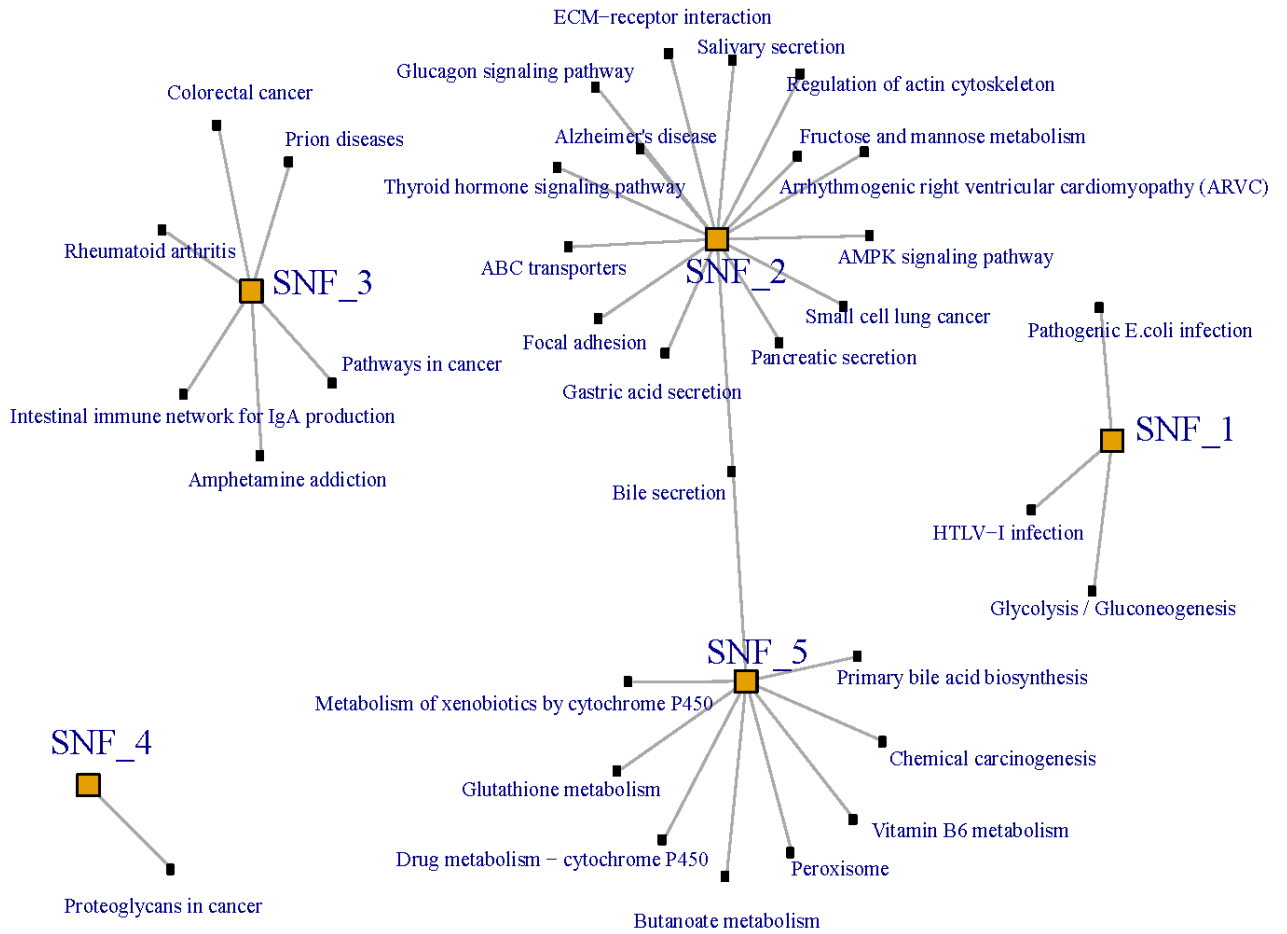 ECM−receptor interaction
Salivary secretion
Glucagon signaling pathway
Regulation of actin cytoskeleton
Colorectal cancer
Prion diseases
Alzheimer's disease
Fructose and mannose metabolism
Thyroid hormone signaling pathway
Arrhythmogenic right ventricular cardiomyopathy (ARVC)
Rheumatoid arthritis
SNF_3
ABC transporters
SNF_2
AMPK signaling pathway
Small cell lung cancer
Pathogenic E.coli infection
Focal adhesion
Pancreatic secretion
Pathways in cancer
Gastric acid secretion
Intestinal immune network for IgA production
SNF_1
Amphetamine addiction
Bile secretion
HTLV−I infection
Glycolysis / Gluconeogenesis
SNF_5
Primary bile acid biosynthesis
Metabolism of xenobiotics by cytochrome P450
SNF_4
Chemical carcinogenesis
Glutathione metabolism
Vitamin B6 metabolism
Drug metabolism − cytochrome P450
Peroxisome
Proteoglycans in cancer
Butanoate metabolism